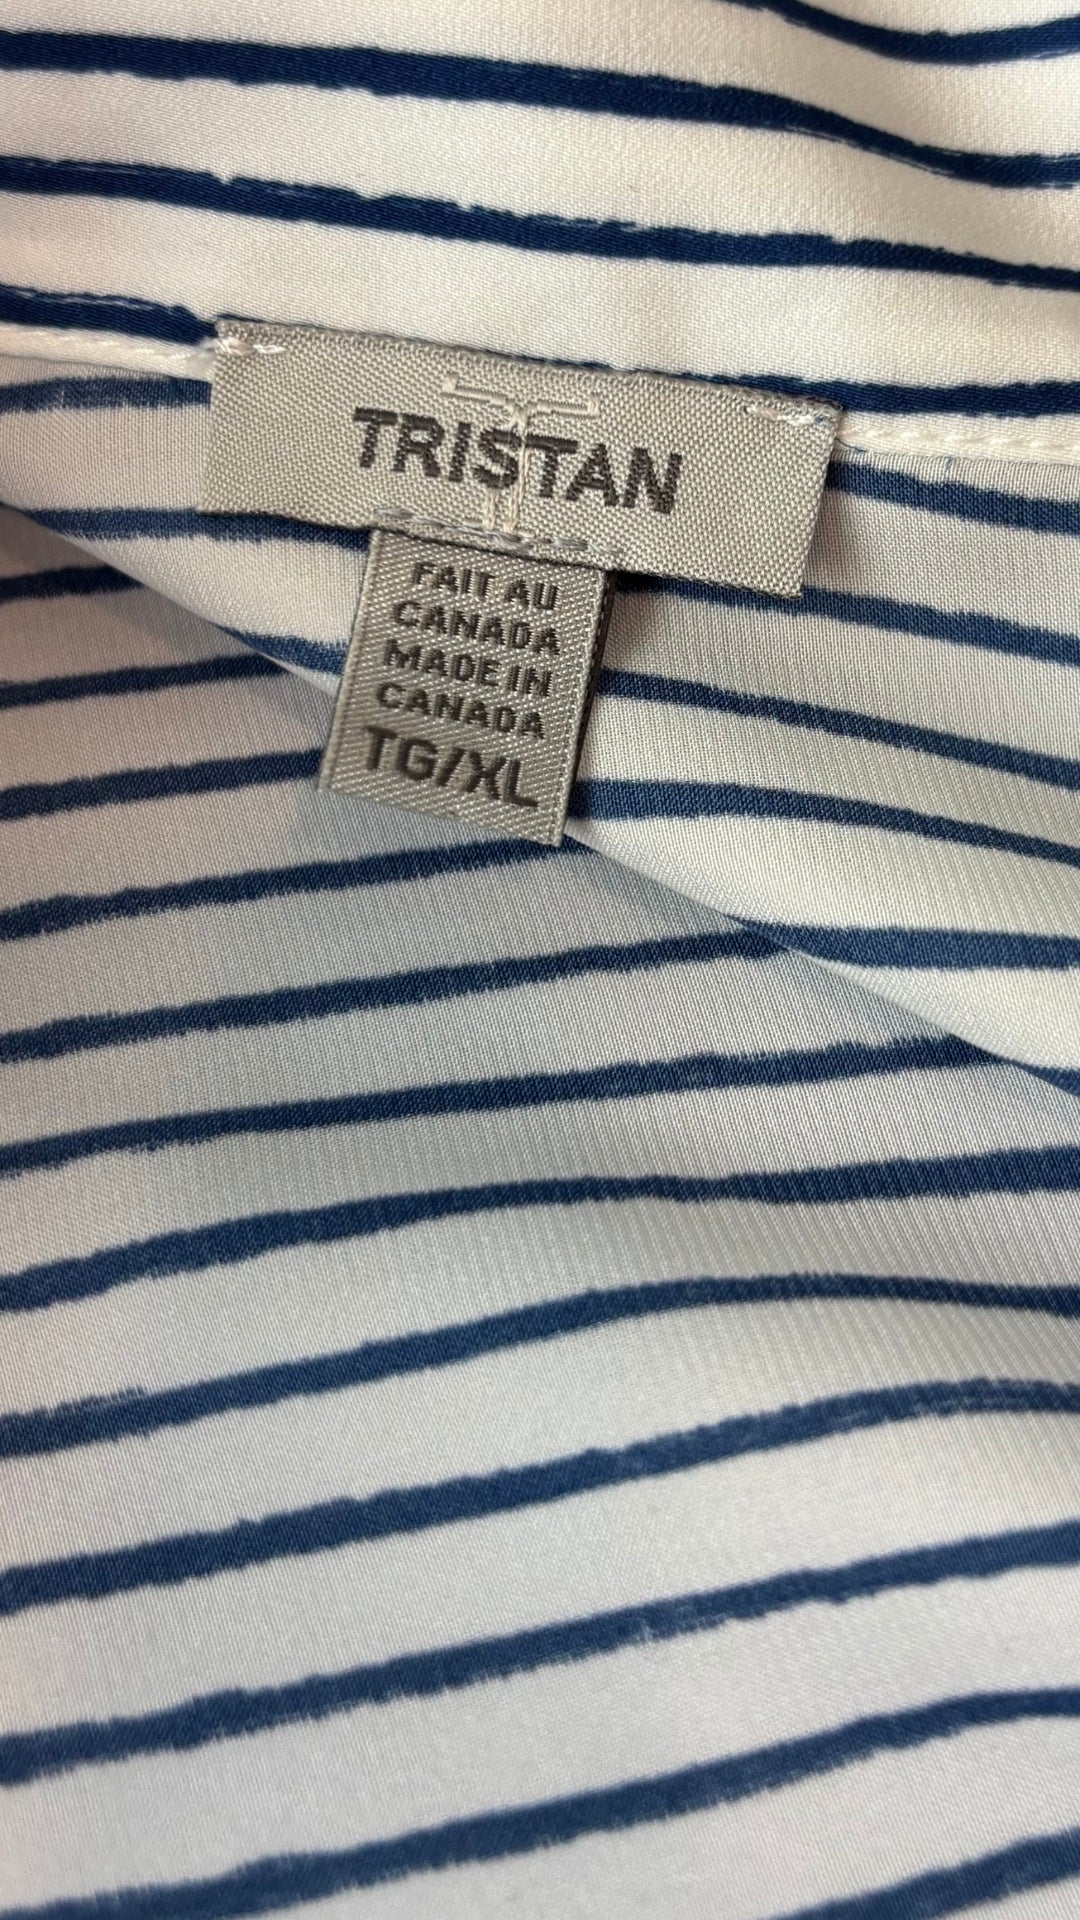 TRISTAN
FAIT AU
CANADA
MADE IN
CANADA
TG/XL